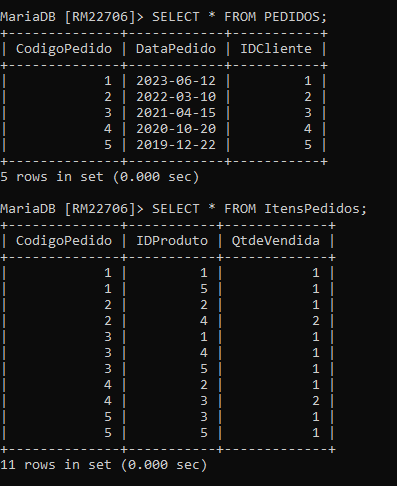 MariaDB [RM22706]> SELECT * FROM PEDIDOS;
+--------------+------------+-----------+
| CodigoPedido | DataPedido | IDCliente |
+--------------+------------+-----------+
|            1 | 2023-06-12 |         1 |
|            2 | 2022-03-10 |         2 |
|            3 | 2021-04-15 |         3 |
|            4 | 2020-10-20 |         4 |
|            5 | 2019-12-22 |         5 |
+--------------+------------+-----------+
5 rows in set (0.000 sec)
MariaDB [RM22706]> SELECT * FROM ItensPedidos;
+--------------+-----------+------------+
| CodigoPedido | IDProduto | QtdeVendida |
+--------------+-----------+------------+
|            1 |         1 |           1 |
|            1 |         5 |           1 |
|            2 |         2 |           1 |
|            2 |         4 |           2 |
|            3 |         1 |           1 |
|            3 |         4 |           1 |
|            3 |         5 |           1 |
|            4 |         2 |           1 |
|            4 |         3 |           2 |
|            5 |         3 |           1 |
|            5 |         5 |           1 |
+--------------+-----------+------------+
11 rows in set (0.000 sec)